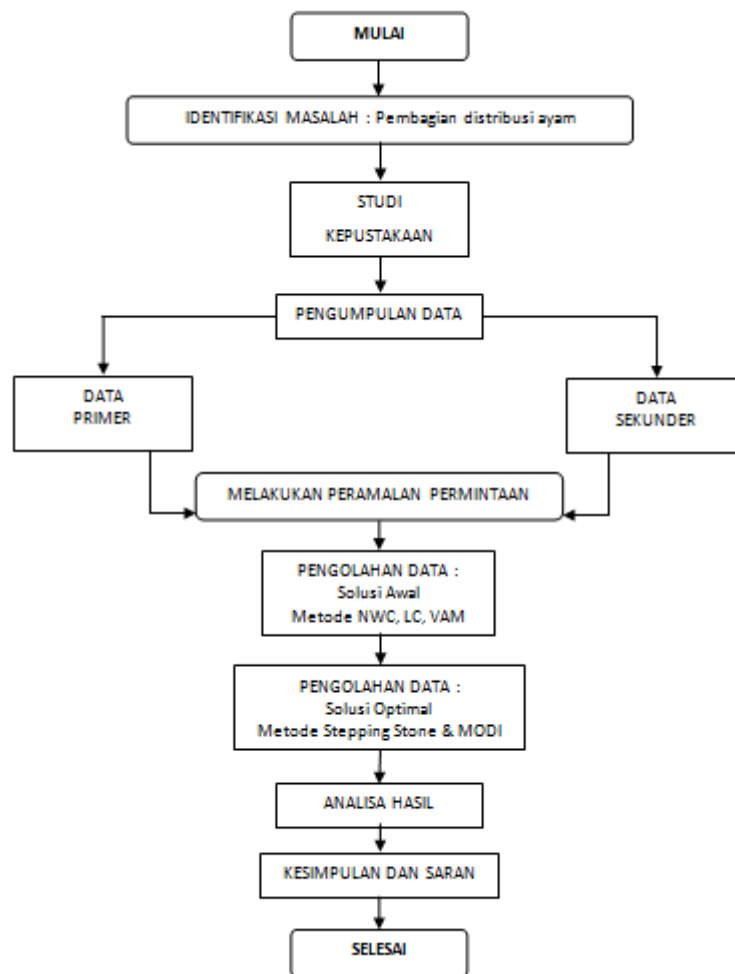 MULAI
IDENTIFIKASI MASALAH : Pembagian distribusi ayam
STUDI
KEPUSTAKAAN
PENGUMPULAN DATA
DATA
PRIMER
DATA
SEKUNDER
MELAKUKAN PERAMALAN PERMINTAAN
PENGOLAHAN DATA :
Solusi Awal
Metode NWC, LC, VAM
PENGOLAHAN DATA :
Solusi Optimal
Metode Stepping Stone & MODI
ANALISA HASIL
KESIMPULAN DAN SARAN
SELESAI